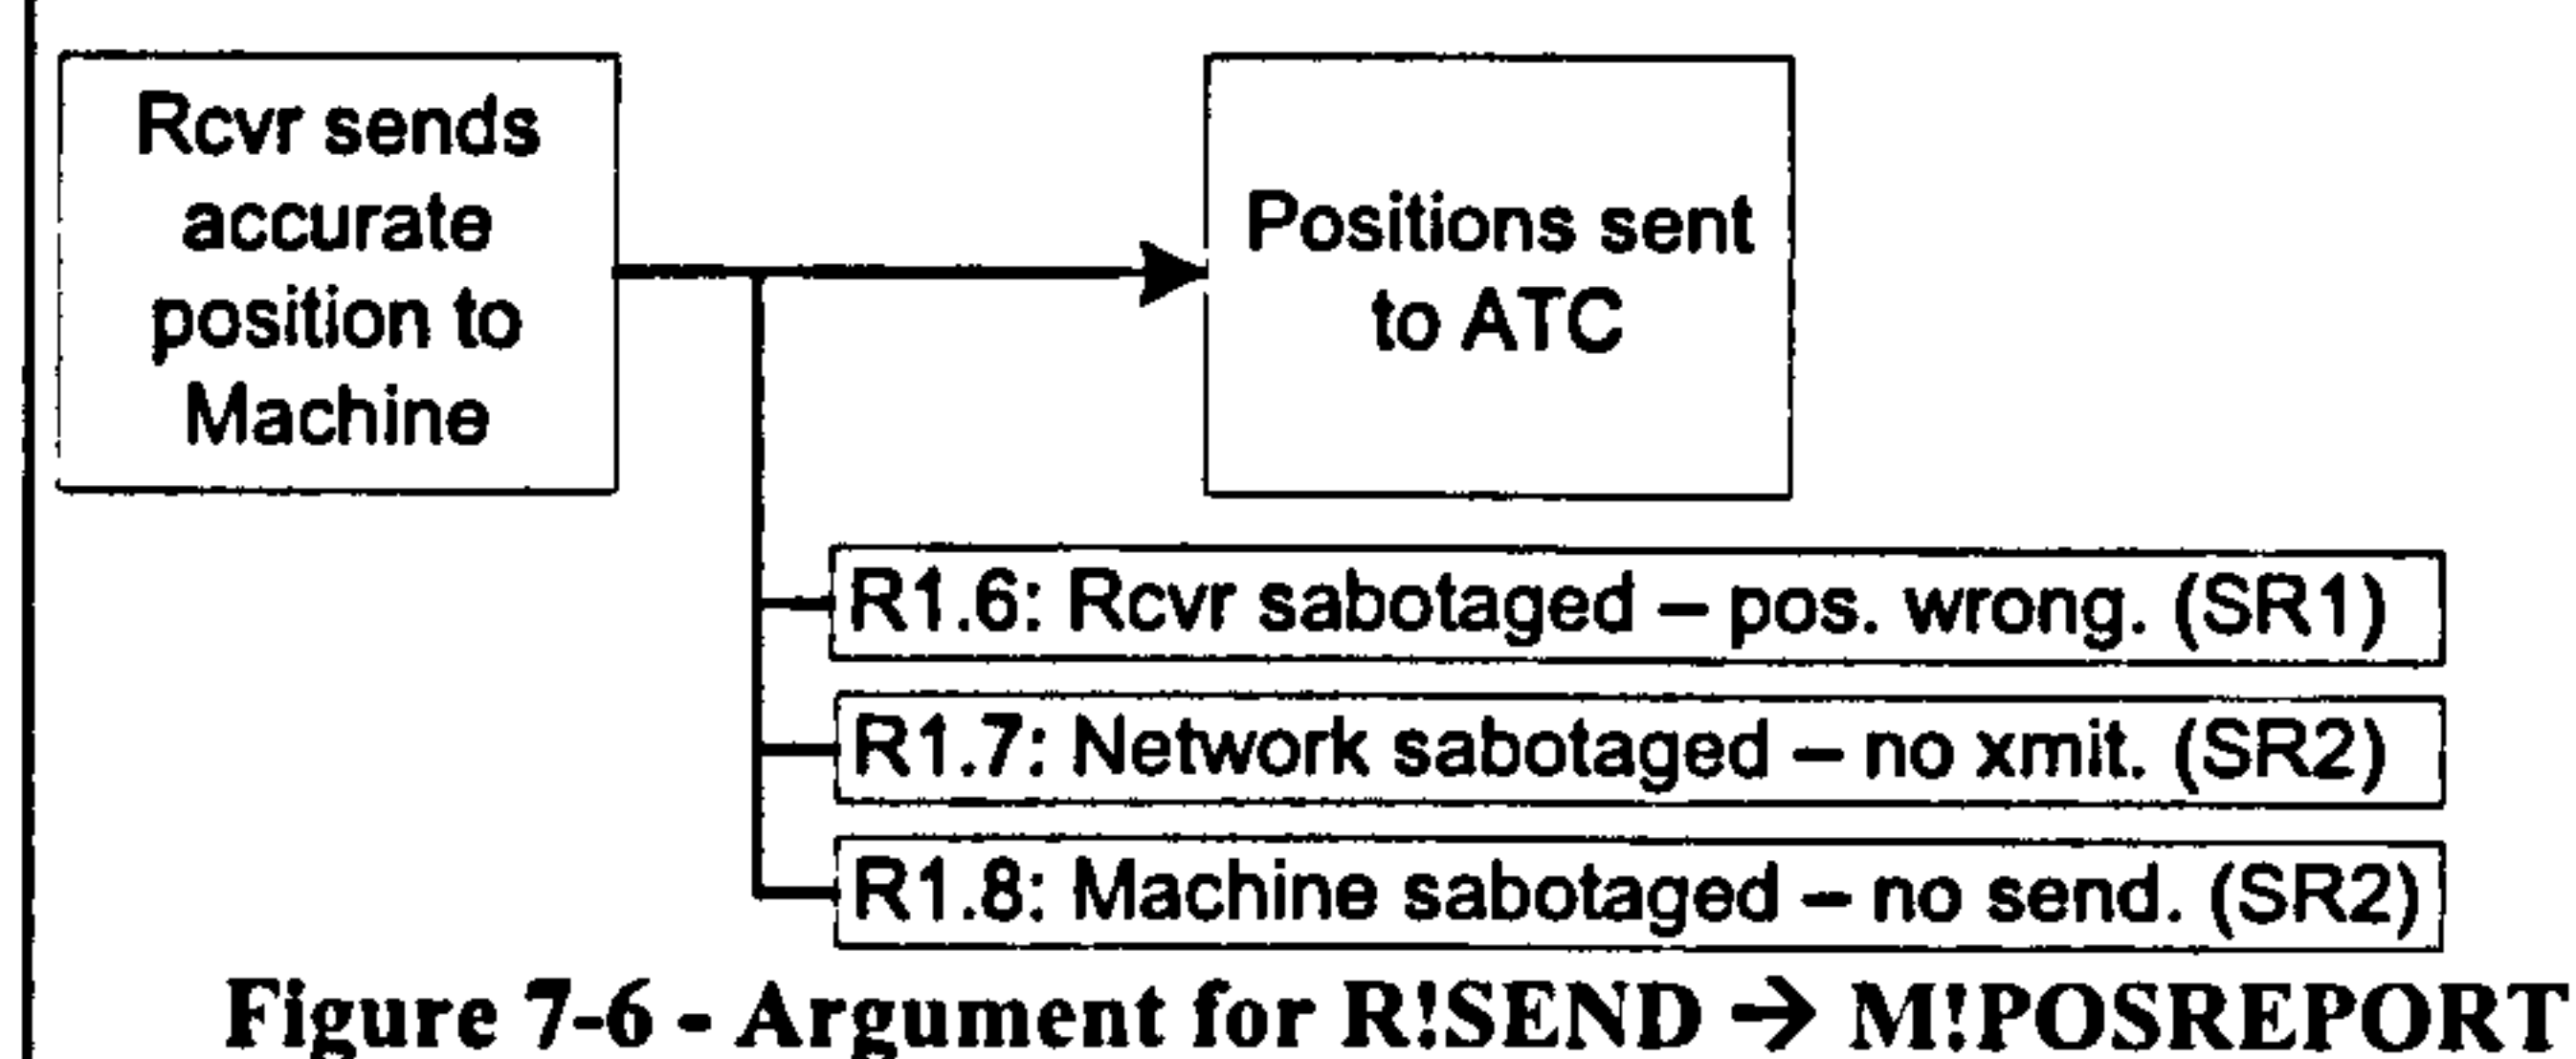 Rcvr sends
accurate
position to
Machine
Positions sent
to ATC
R1.6: Rcvr sabotaged – pos. wrong. (SR1)
R1.7: Network sabotaged – no xmit. (SR2)
R1.8: Machine sabotaged – no send. (SR2)
Figure 7-6 - Argument for R!SEND → M!POSREPORT